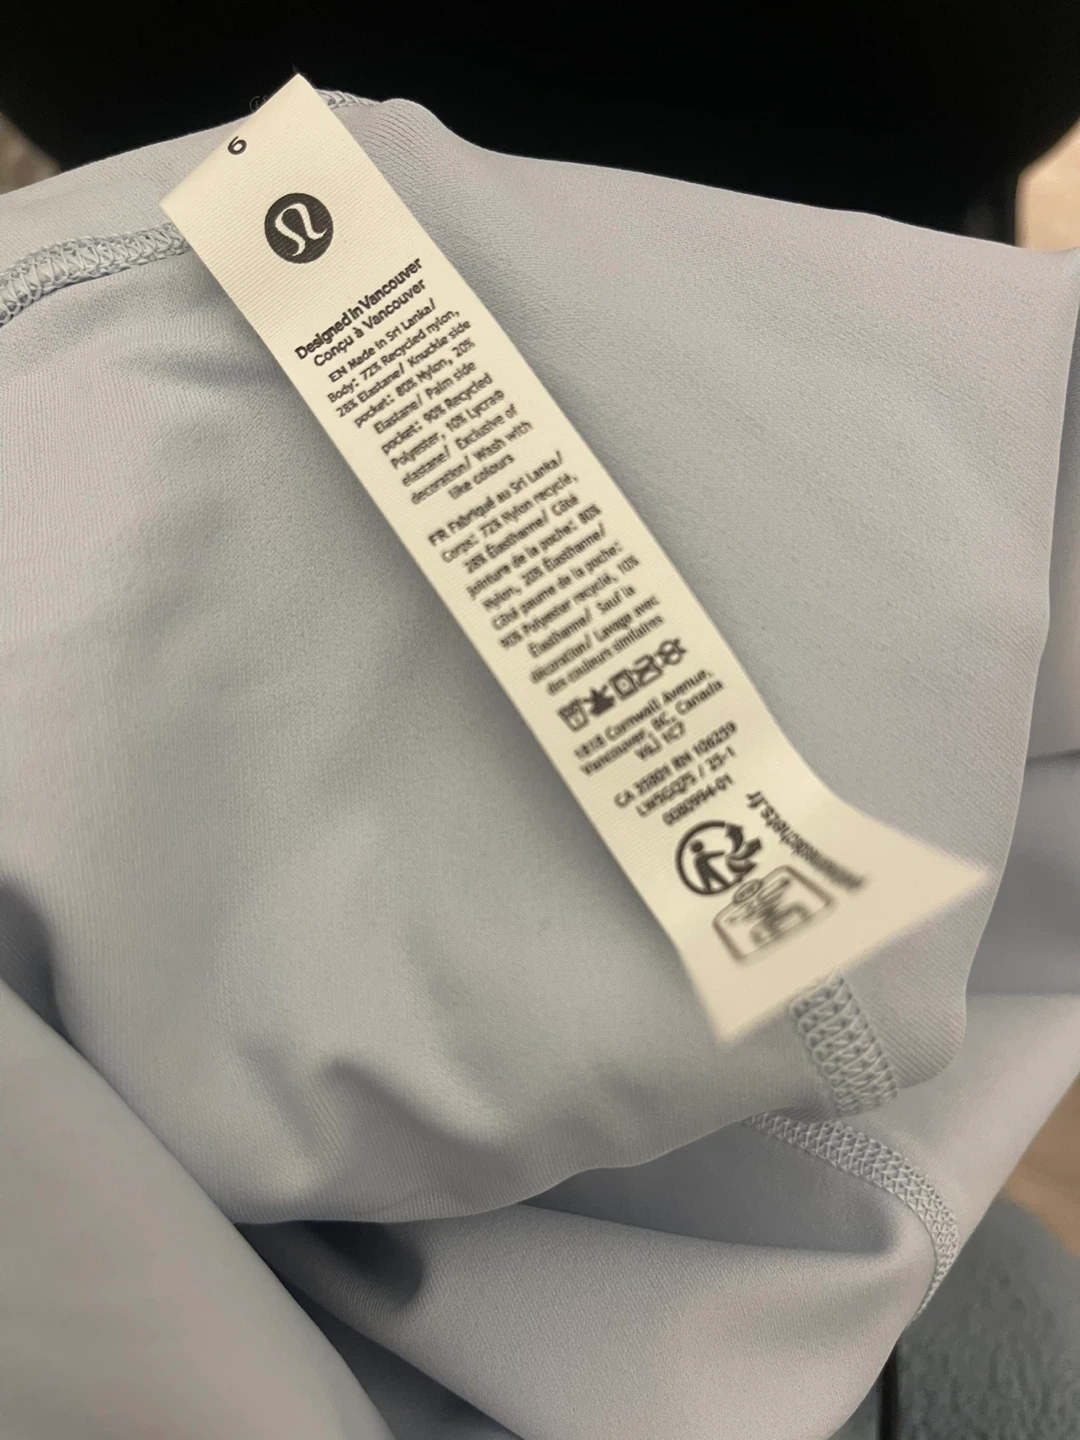 6
Designed in Vancouver
Conçu à Vancouver
EN Made in Sri Lanka/
Body: 72% Recycled nylon,
28% Elastane/ Knuckle side
pocket: 80% Nylon, 20%
Elastane/ Palm side
pocket: 90% Recycled
Polyester, 10% Lycra®
elastane/ Exclusive of
decoration/ Wash with
like colours
FR Fabriqué au Sri Lanka/
Corps: 72% Nylon recyclé,
28% Élasthanne/ Côté
jointure de la poche: 80%
Nylon, 20% Élasthanne/
Côté paume de la poche:
90% Polyester recyclé, 10%
Élasthanne/ Sauf la
décoration/ Lavage avec
des couleurs similaires
1818 Cornwall Avenue,
Vancouver, BC, Canada
V6J 1C7
CA 35801 RN 106259
/ 25-1